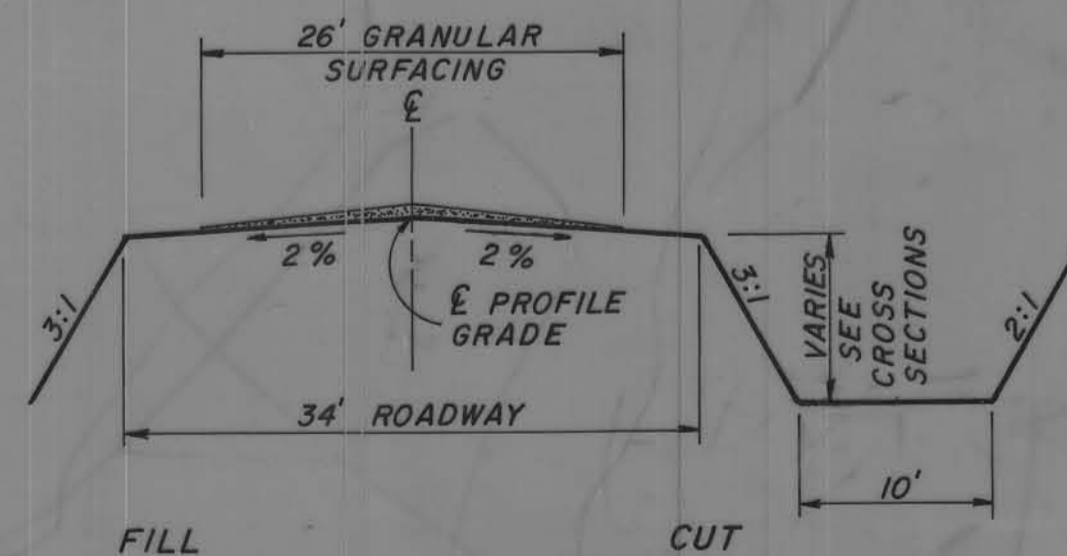 26' GRANULAR
SURFACING
℄
2%
2%
℄ PROFILE
GRADE
3:1
3:1
VARIES
SEE
CROSS
SECTIONS
2:1
34' ROADWAY
10'
FILL
CUT